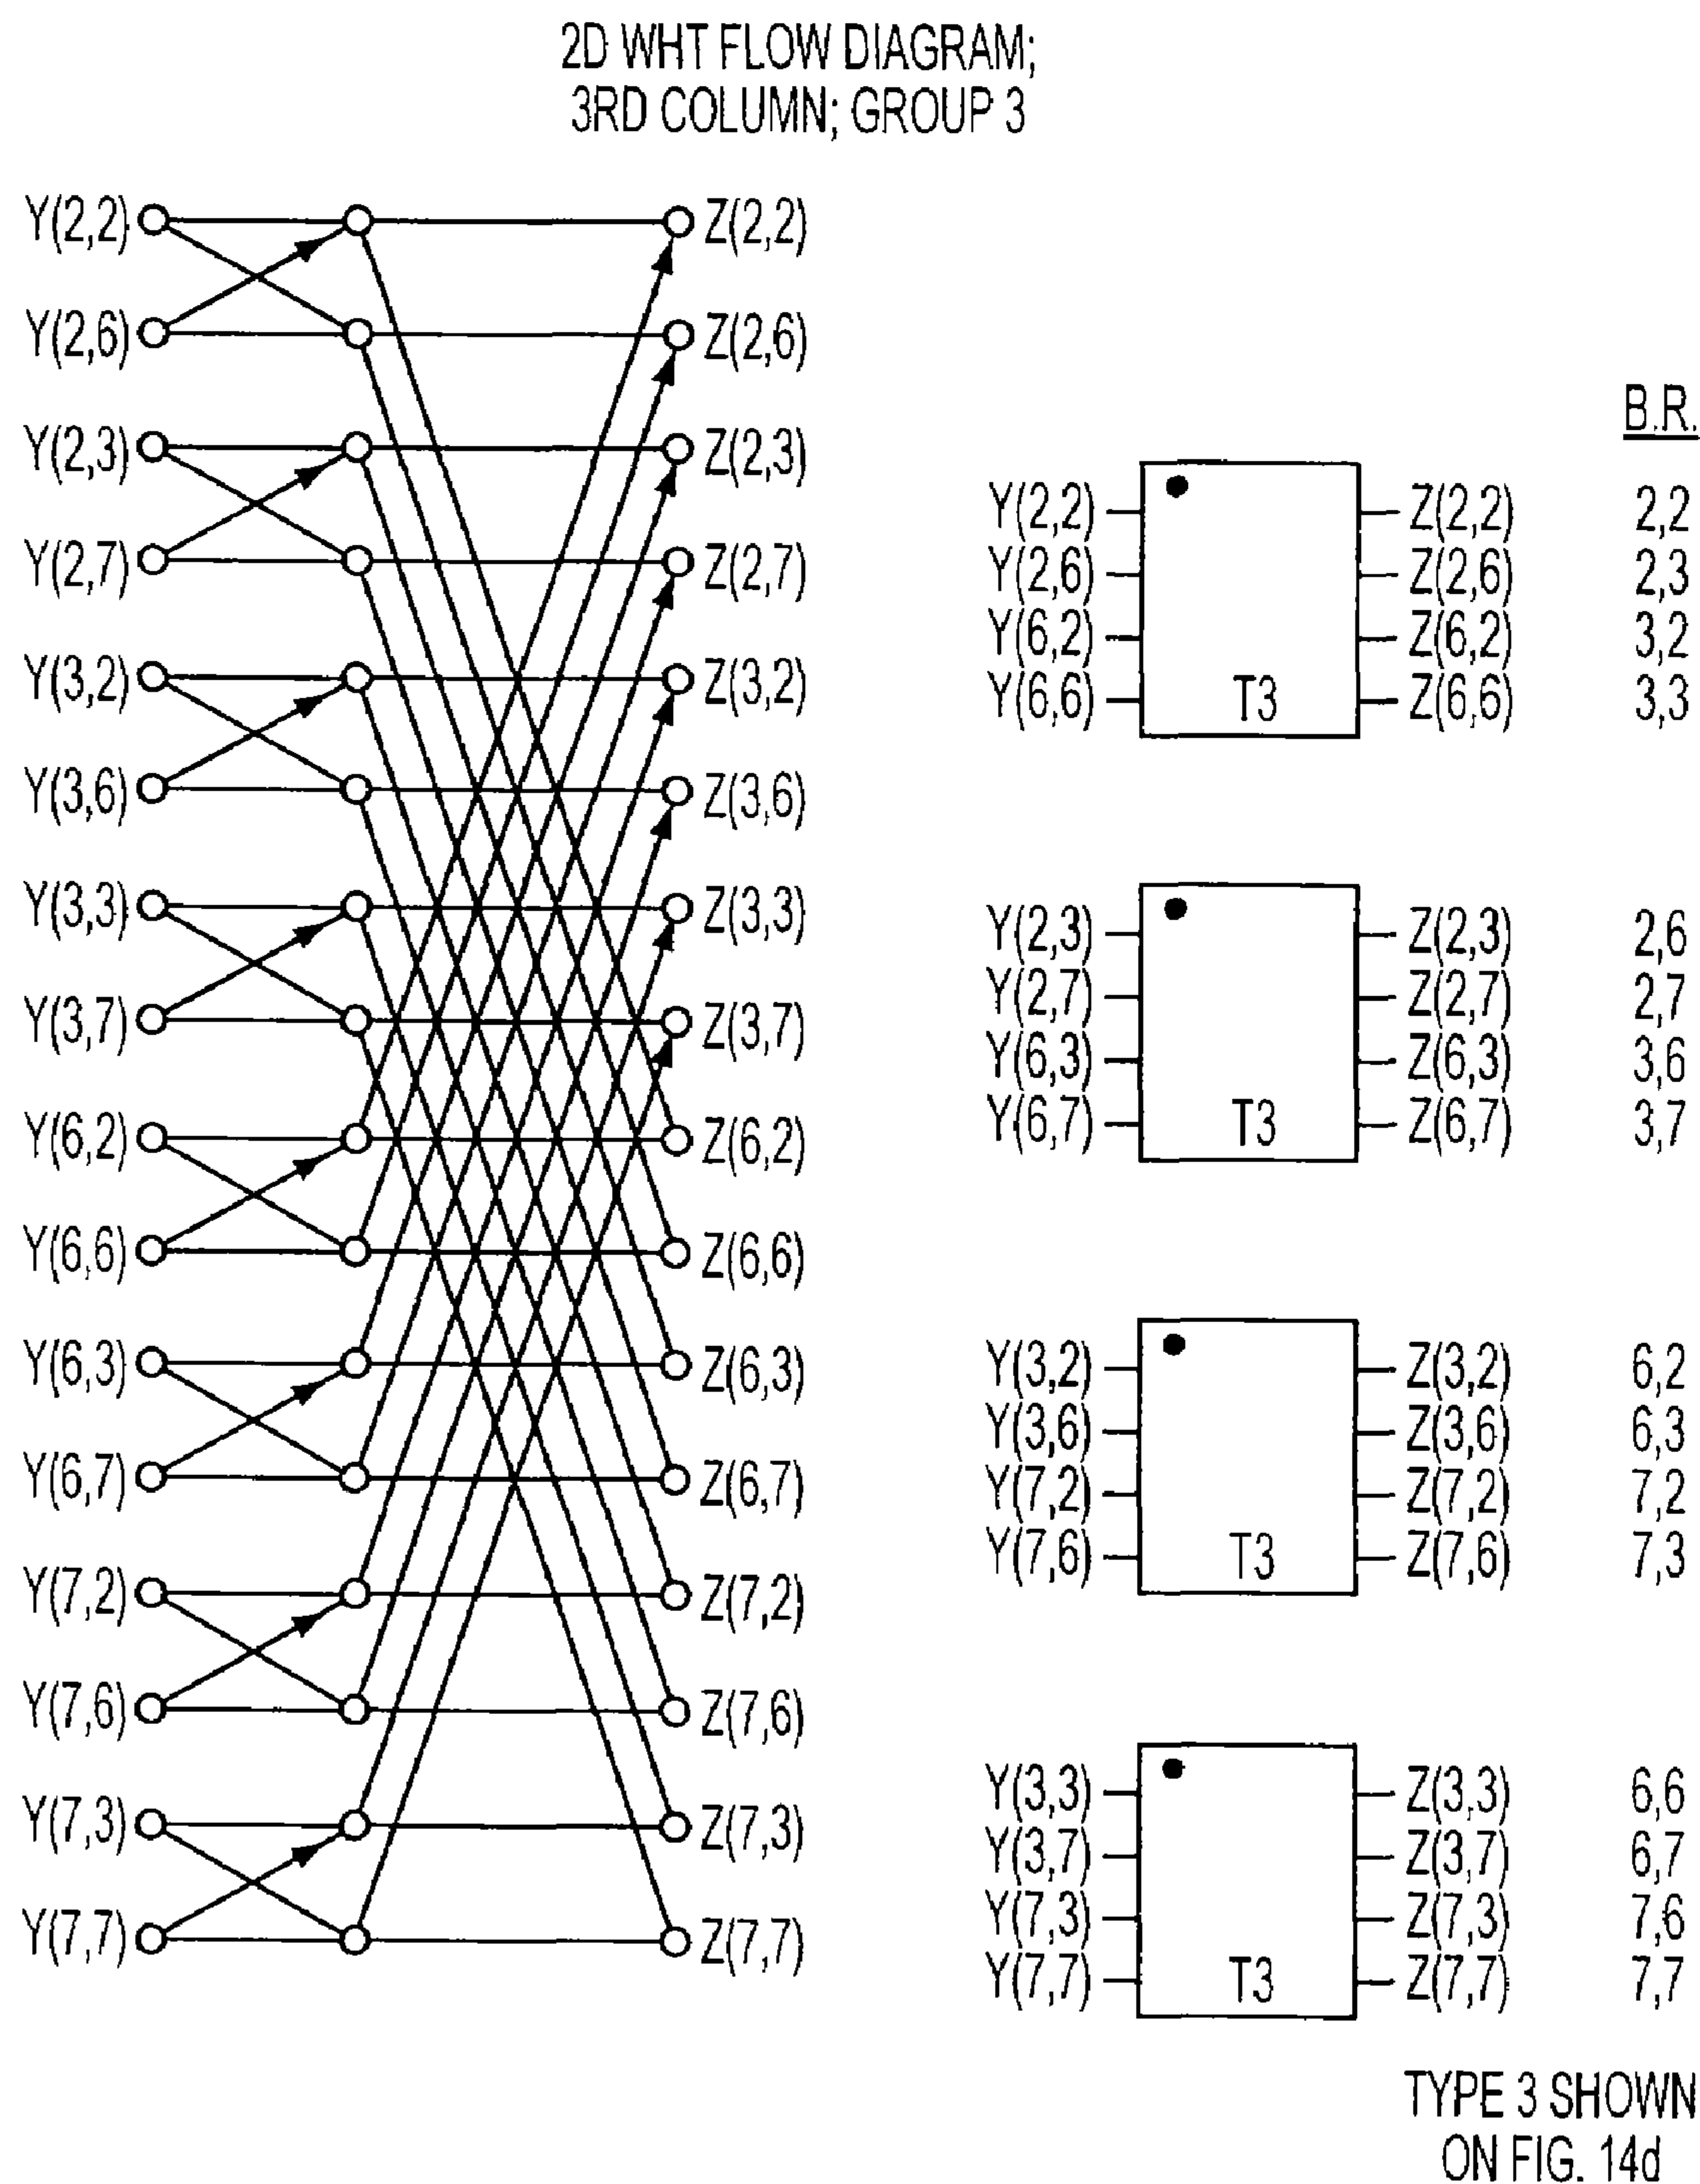 2D WHT FLOW DIAGRAM;
3RD COLUMN; GROUP 3
Y(2,2) Z(2,2)
Y(2,6) Z(2,6)
Y(2,3) Z(2,3)
Y(2,7) Z(2,7)
Y(3,2) Z(3,2)
Y(3,6) Z(3,6)
Y(3,3) Z(3,3)
Y(3,7) Z(3,7)
Y(6,2) Z(6,2)
Y(6,6) Z(6,6)
Y(6,3) Z(6,3)
Y(6,7) Z(6,7)
Y(7,2) Z(7,2)
Y(7,6) Z(7,6)
Y(7,3) Z(7,3)
Y(7,7) Z(7,7)
B.R.
Y(2,2) Z(2,2) 2,2
Y(2,6) Z(2,6) 2,3
Y(6,2) Z(6,2) 3,2
Y(6,6) T3 Z(6,6) 3,3
Y(2,3) Z(2,3) 2,6
Y(2,7) Z(2,7) 2,7
Y(6,3) Z(6,3) 3,6
Y(6,7) T3 Z(6,7) 3,7
Y(3,2) Z(3,2) 6,2
Y(3,6) Z(3,6) 6,3
Y(7,2) Z(7,2) 7,2
Y(7,6) T3 Z(7,6) 7,3
Y(3,3) Z(3,3) 6,6
Y(3,7) Z(3,7) 6,7
Y(7,3) Z(7,3) 7,6
Y(7,7) T3 Z(7,7) 7,7
TYPE 3 SHOWN
ON FIG. 14d